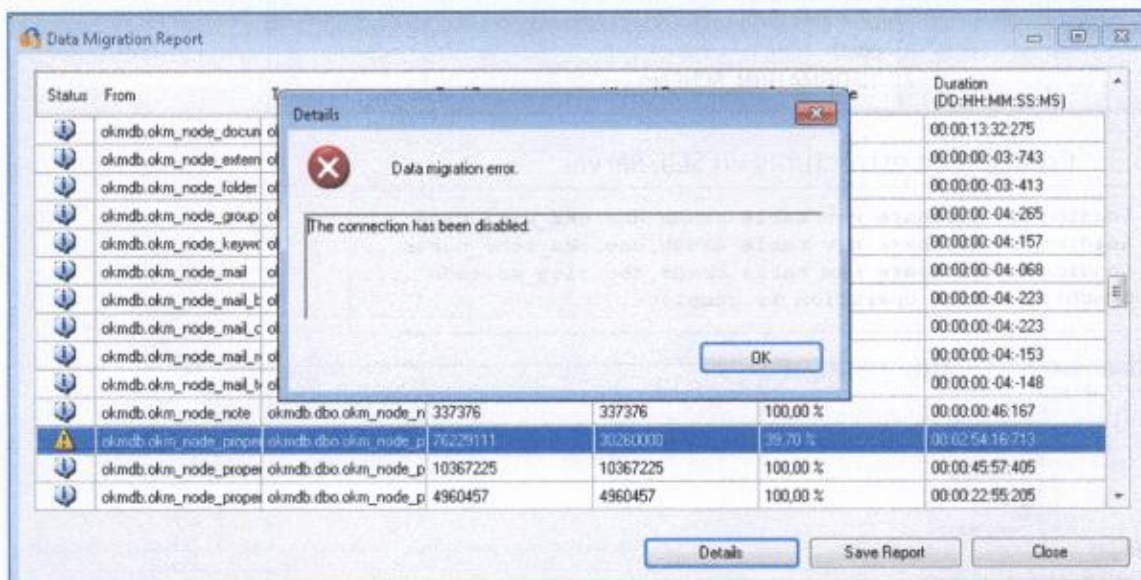 Data Migration Report
Status From Duration
(DD:HH:MM:SS:MS)
Details
Data migration error.
The connection has been disabled.
OK
okmdb.okm_node_docun 00:00:13:32:275
okmdb.okm_node_extern 00:00:00:-03:-743
okmdb.okm_node_folder 00:00:00:-03:-413
okmdb.okm_node_group 00:00:00:-04:-265
okmdb.okm_node_keywc 00:00:00:-04:-157
okmdb.okm_node_mail 00:00:00:-04:-068
okmdb.okm_node_mail_b 00:00:00:-04:-223
okmdb.okm_node_mail_c 00:00:00:-04:-223
okmdb.okm_node_mail_n 00:00:00:-04:-153
okmdb.okm_node_mail_t 00:00:00:-04:-148
okmdb.okm_node_note okmdb.dbo.okm_node_n 337376 337376 100,00 % 00:00:00:46:167
okmdb.okm_node_proper okmdb.dbo.okm_node_p 76229111 30260000 39.70 % 00:02:54:16:713
okmdb.okm_node_proper okmdb.dbo.okm_node_p 10367225 10367225 100,00 % 00:00:45:57:405
okmdb.okm_node_proper okmdb.dbo.okm_node_p 4960457 4960457 100,00 % 00:00:22:55:205
Details Save Report Close